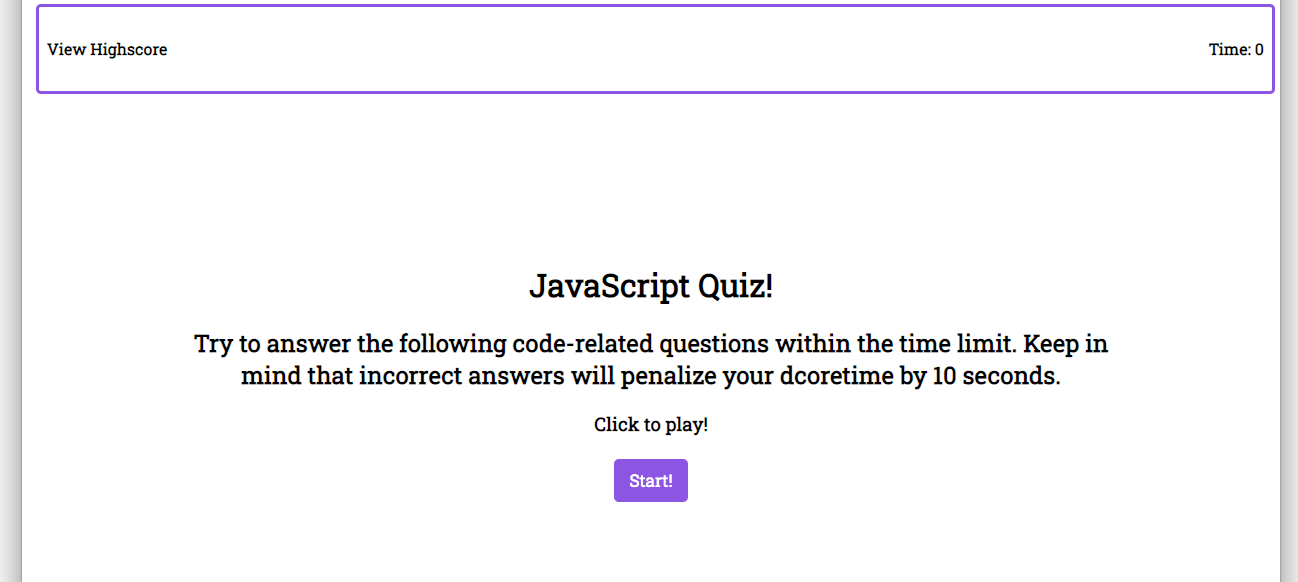 View Highscore
Time: 0
JavaScript Quiz!
Try to answer the following code-related questions within the time limit. Keep in
mind that incorrect answers will penalize your dcoretime by 10 seconds.
Click to play!
Start!